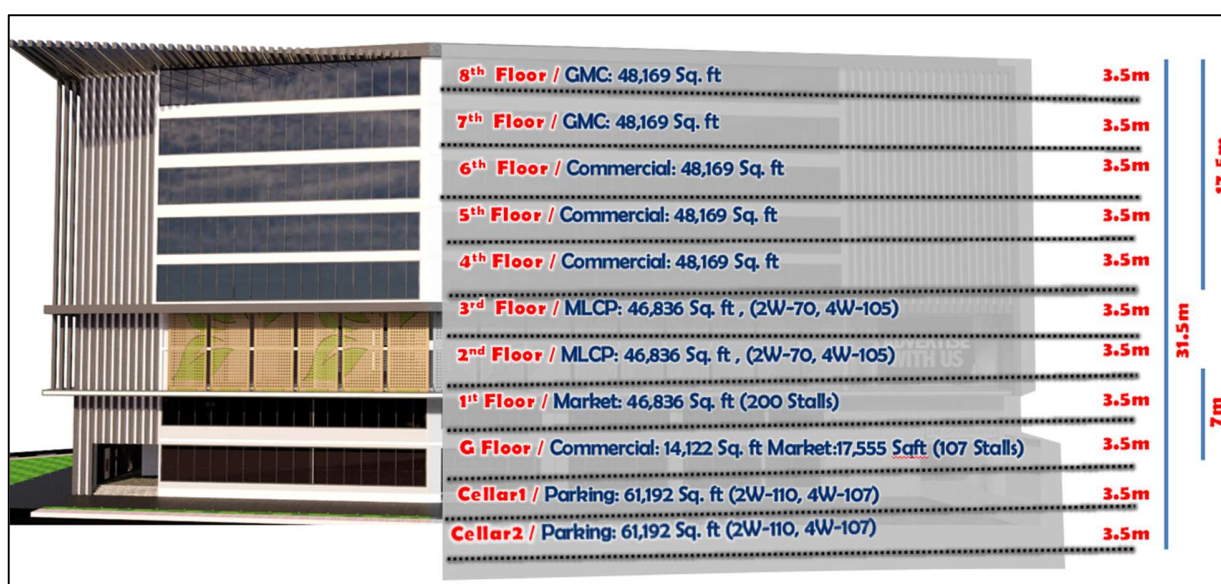 8th Floor / GMC: 48,169 Sq. ft 3.5m
7th Floor / GMC: 48,169 Sq. ft 3.5m
6th Floor / Commercial: 48,169 Sq. ft 3.5m
5th Floor / Commercial: 48,169 Sq. ft 3.5m
4th Floor / Commercial: 48,169 Sq. ft 3.5m
3rd Floor / MLCP: 46,836 Sq. ft , (2W-70, 4W-105) 3.5m
2nd Floor / MLCP: 46,836 Sq. ft , (2W-70, 4W-105) 3.5m
ADVERTISE
WITH US
1st Floor / Market: 46,836 Sq. ft (200 Stalls) 3.5m
G Floor / Commercial: 14,122 Sq. ft Market:17,555 Sqft (107 Stalls) 3.5m
Cellar1 / Parking: 61,192 Sq. ft (2W-110, 4W-107) 3.5m
Cellar2 / Parking: 61,192 Sq. ft (2W-110, 4W-107) 3.5m
31.5m
7m